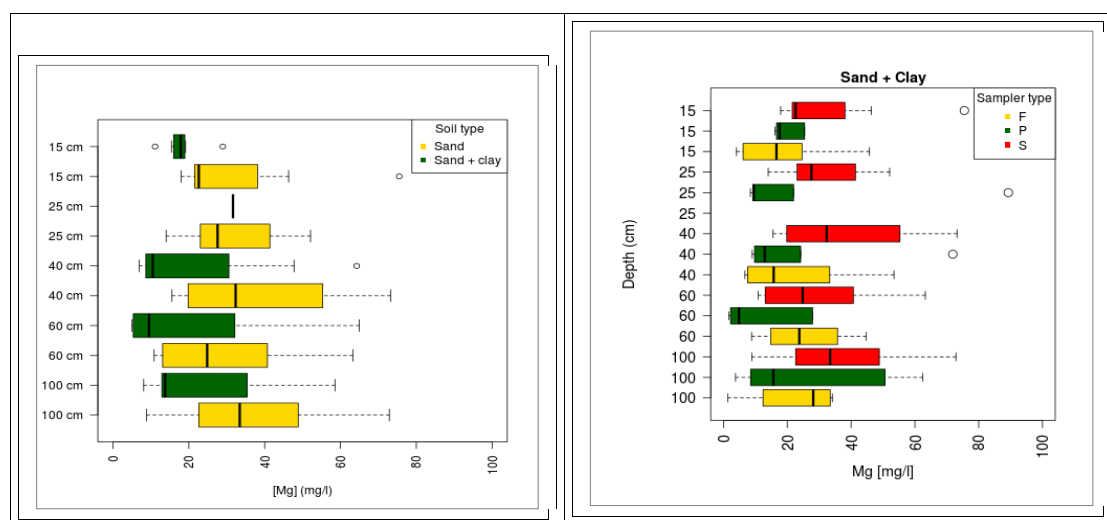 Soil type
Sand
Sand + clay
15 cm
15 cm
25 cm
25 cm
40 cm
40 cm
60 cm
60 cm
100 cm
100 cm
0
20
40
60
80
100
[Mg] (mg/l)
Sand + Clay
Sampler type
F
P
S
Depth (cm)
15
15
15
25
25
25
40
40
40
60
60
60
100
100
100
0
20
40
60
80
100
Mg [mg/l]